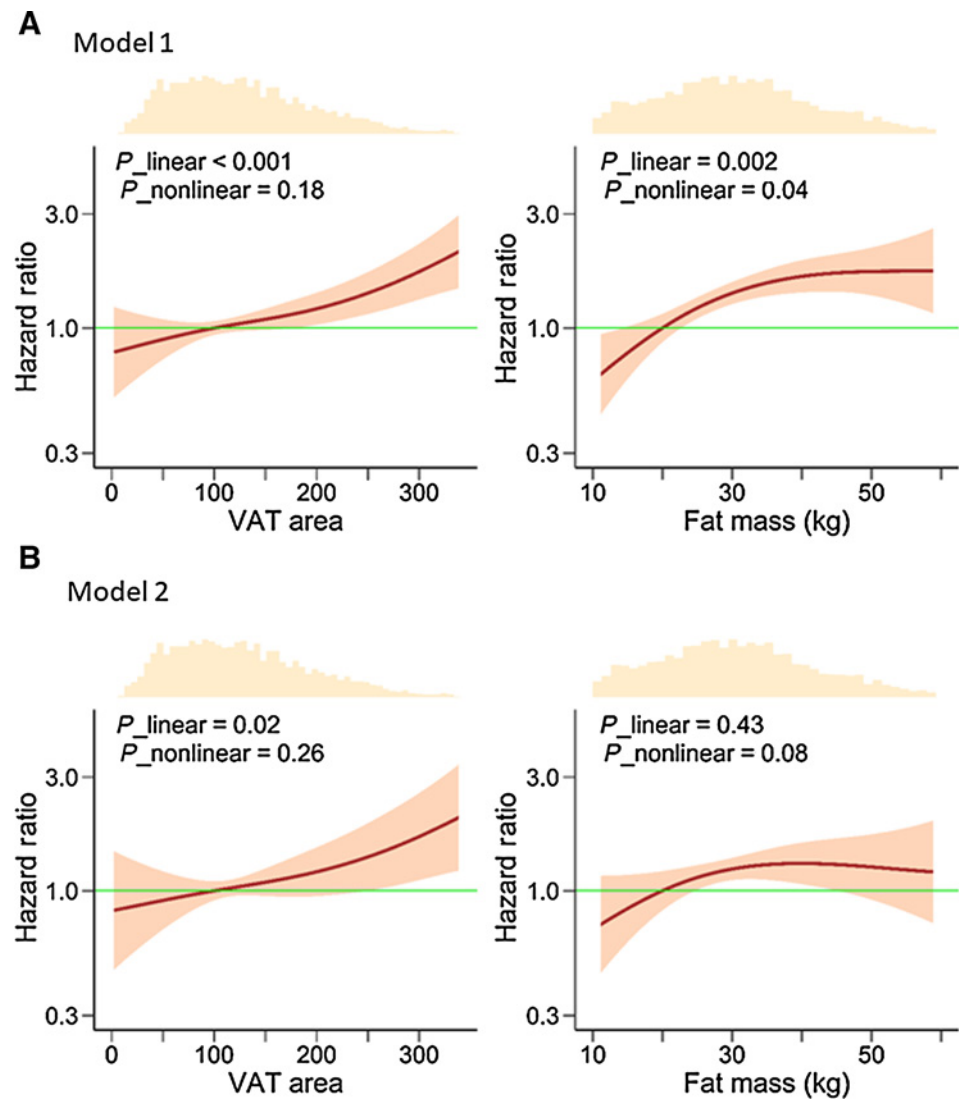 A
Model 1
P_linear < 0.001
P_nonlinear = 0.18
3.0
1.0
0.3
Hazard ratio
0 100 200 300
VAT area
P_linear = 0.002
P_nonlinear = 0.04
3.0
1.0
0.3
Hazard ratio
10 30 50
Fat mass (kg)
B
Model 2
P_linear = 0.02
P_nonlinear = 0.26
3.0
1.0
0.3
Hazard ratio
0 100 200 300
VAT area
P_linear = 0.43
P_nonlinear = 0.08
3.0
1.0
0.3
Hazard ratio
10 30 50
Fat mass (kg)